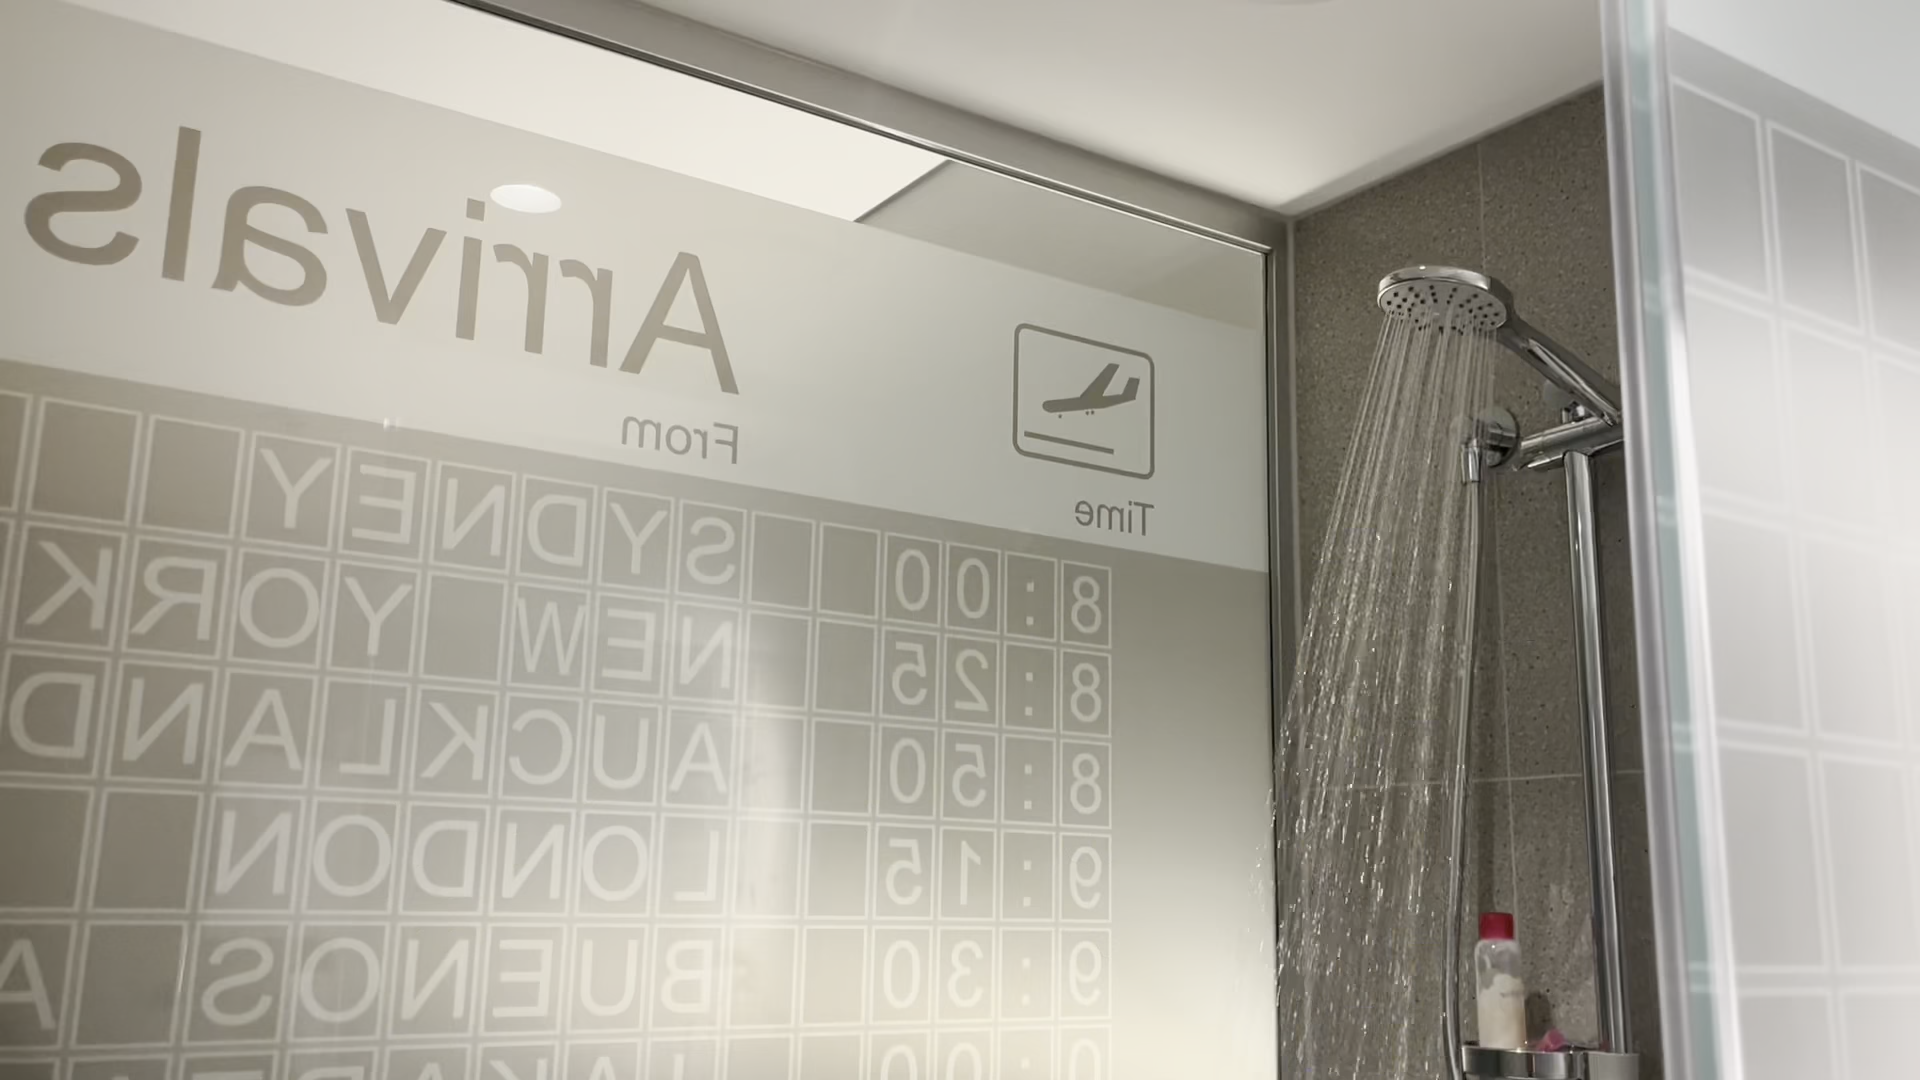 Arrivals
Time From
8:00 SYDNEY
8:25 NEW YORK
8:50 AUCKLAND
9:15 LONDON
9:30 BUENOS A